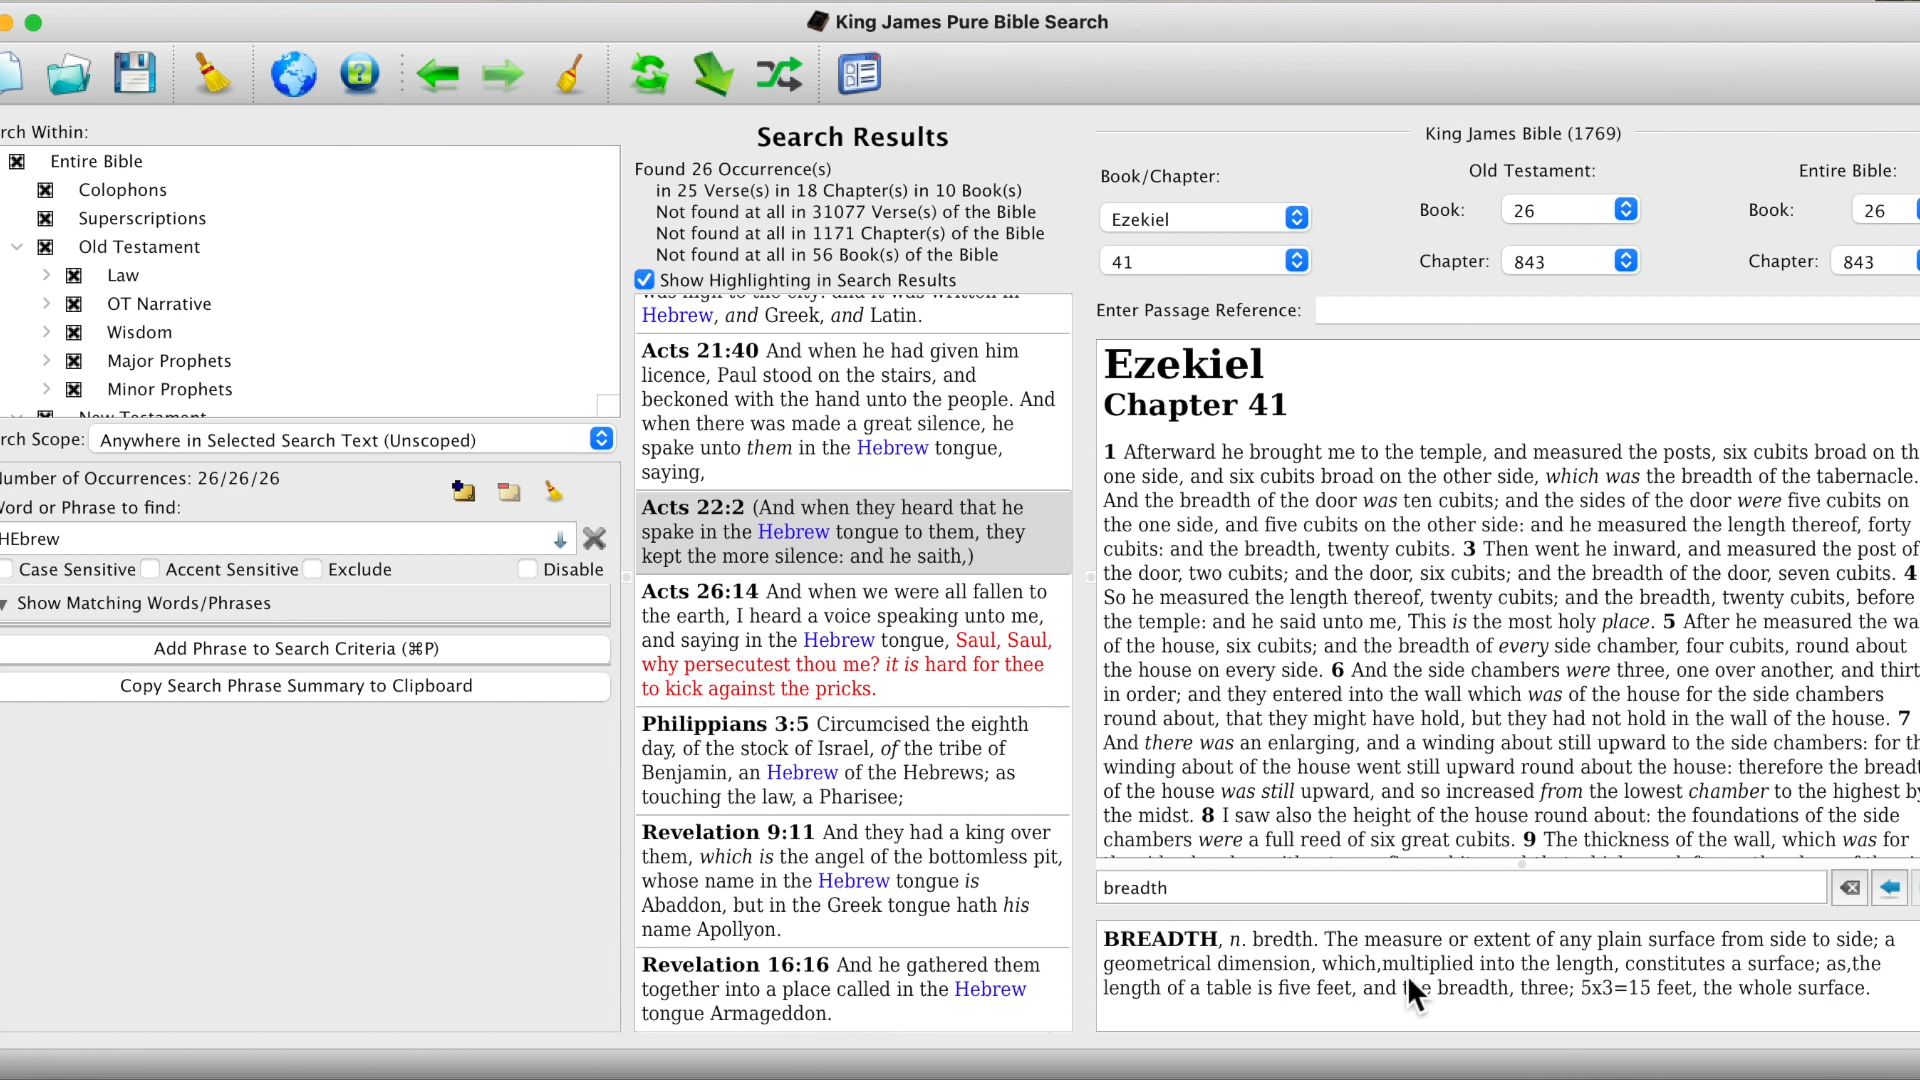 King James Pure Bible Search
rch Within:
Entire Bible
Colophons
Superscriptions
Old Testament
Law
OT Narrative
Wisdom
Major Prophets
Minor Prophets
New Testament
rch Scope: Anywhere in Selected Search Text (Unscoped)
umber of Occurrences: 26/26/26
ord or Phrase to find:
HEbrew
Case Sensitive Accent Sensitive Exclude Disable
Show Matching Words/Phrases
Add Phrase to Search Criteria (⌘P)
Copy Search Phrase Summary to Clipboard
Search Results
Found 26 Occurrence(s)
in 25 Verse(s) in 18 Chapter(s) in 10 Book(s)
Not found at all in 31077 Verse(s) of the Bible
Not found at all in 1171 Chapter(s) of the Bible
Not found at all in 56 Book(s) of the Bible
Show Highlighting in Search Results
was nigh to the city: and it was written in
Hebrew, and Greek, and Latin.
Acts 21:40 And when he had given him
licence, Paul stood on the stairs, and
beckoned with the hand unto the people. And
when there was made a great silence, he
spake unto them in the Hebrew tongue,
saying,
Acts 22:2 (And when they heard that he
spake in the Hebrew tongue to them, they
kept the more silence: and he saith,)
Acts 26:14 And when we were all fallen to
the earth, I heard a voice speaking unto me,
and saying in the Hebrew tongue, Saul, Saul,
why persecutest thou me? it is hard for thee
to kick against the pricks.
Philippians 3:5 Circumcised the eighth
day, of the stock of Israel, of the tribe of
Benjamin, an Hebrew of the Hebrews; as
touching the law, a Pharisee;
Revelation 9:11 And they had a king over
them, which is the angel of the bottomless pit,
whose name in the Hebrew tongue is
Abaddon, but in the Greek tongue hath his
name Apollyon.
Revelation 16:16 And he gathered them
together into a place called in the Hebrew
tongue Armageddon.
King James Bible (1769)
Book/Chapter: Old Testament: Entire Bible:
Ezekiel Book: 26 Book: 26
41 Chapter: 843 Chapter: 843
Enter Passage Reference:
Ezekiel
Chapter 41
1 Afterward he brought me to the temple, and measured the posts, six cubits broad on th
one side, and six cubits broad on the other side, which was the breadth of the tabernacle.
And the breadth of the door was ten cubits; and the sides of the door were five cubits on
the one side, and five cubits on the other side: and he measured the length thereof, forty
cubits: and the breadth, twenty cubits. 3 Then went he inward, and measured the post of
the door, two cubits; and the door, six cubits; and the breadth of the door, seven cubits. 4
So he measured the length thereof, twenty cubits; and the breadth, twenty cubits, before
the temple: and he said unto me, This is the most holy place. 5 After he measured the wa
of the house, six cubits; and the breadth of every side chamber, four cubits, round about
the house on every side. 6 And the side chambers were three, one over another, and thirt
in order; and they entered into the wall which was of the house for the side chambers
round about, that they might have hold, but they had not hold in the wall of the house. 7
And there was an enlarging, and a winding about still upward to the side chambers: for th
winding about of the house went still upward round about the house: therefore the breadt
of the house was still upward, and so increased from the lowest chamber to the highest by
the midst. 8 I saw also the height of the house round about: the foundations of the side
chambers were a full reed of six great cubits. 9 The thickness of the wall, which was for
breadth
BREADTH, n. bredth. The measure or extent of any plain surface from side to side; a
geometrical dimension, which,multiplied into the length, constitutes a surface; as,the
length of a table is five feet, and the breadth, three; 5x3=15 feet, the whole surface.